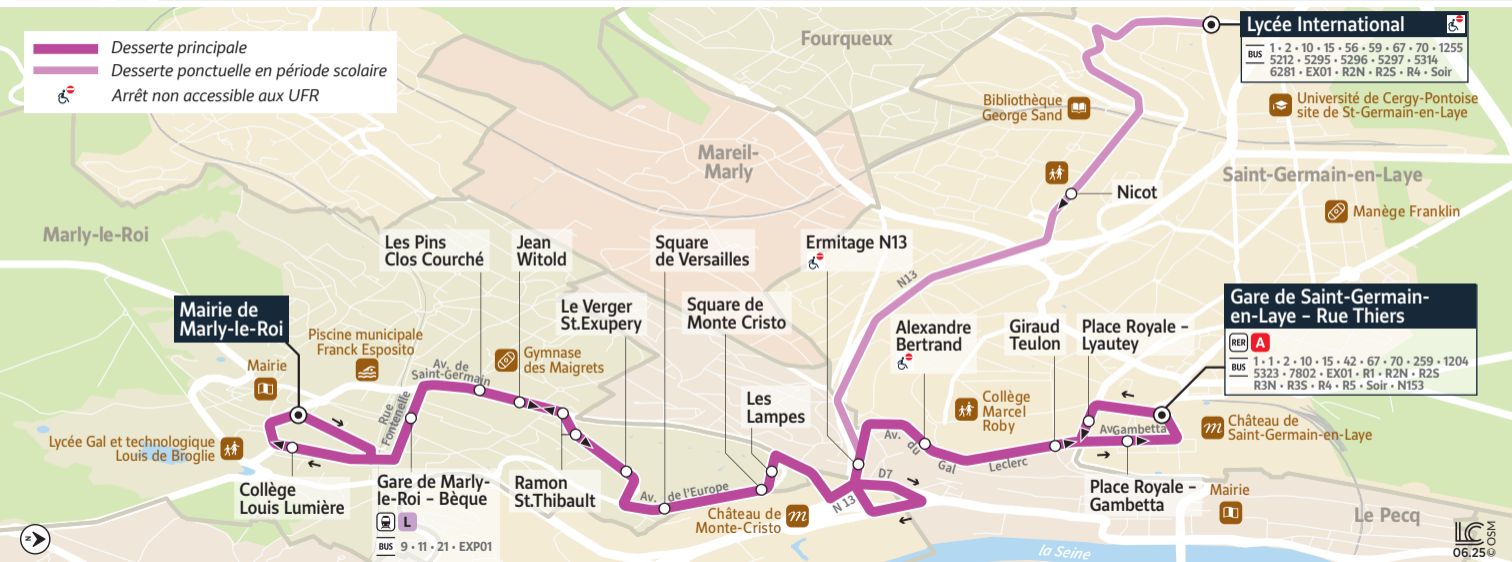 Desserte principale
Desserte ponctuelle en période scolaire
Arrêt non accessible aux UFR
Fourqueux
Lycée International
BUS 1 • 2 • 10 • 15 • 56 • 59 • 67 • 70 • 1255
5212 • 5295 • 5296 • 5297 • 5314
6281 • EX01 • R2N • R2S • R4 • Soir
Bibliothèque
George Sand
Université de Cergy-Pontoise
site de St-Germain-en-Laye
Mareil-
Marly
Saint-Germain-en-Laye
Nicot
Manège Franklin
Marly-le-Roi
Les Pins
Clos Courché
Jean
Witold
Square
de Versailles
Ermitage N13
N13
Mairie de
Marly-le-Roi
Piscine municipale
Franck Esposito
Le Verger
St.Exupery
Square de
Monte Cristo
Alexandre
Bertrand
Giraud
Teulon
Place Royale –
Lyautey
Gare de Saint-Germain-
en-Laye – Rue Thiers
RER A
BUS 1 • 1 • 2 • 10 • 15 • 42 • 67 • 70 • 259 • 1204
5323 • 7802 • EX01 • R1 • R2N • R2S
R3N • R3S • R4 • R5 • Soir • N153
Mairie
Av. de
Saint-Germain
Gymnase
des Maigrets
Rue
Fontenelle
Les
Lampes
Collège
Marcel
Roby
Château de
Saint-Germain-en-Laye
Lycée Gal et technologique
Louis de Broglie
Av. du Gal Leclerc
Av Gambetta
Collège
Louis Lumière
Gare de Marly-
le-Roi – Bèque
L
BUS 9 • 11 • 21 • EXP01
Ramon
St.Thibault
Av. de l'Europe
Château de
Monte-Cristo
N 13
D7
Place Royale –
Gambetta
Mairie
Le Pecq
la Seine
N
LC
06.25 © OSM